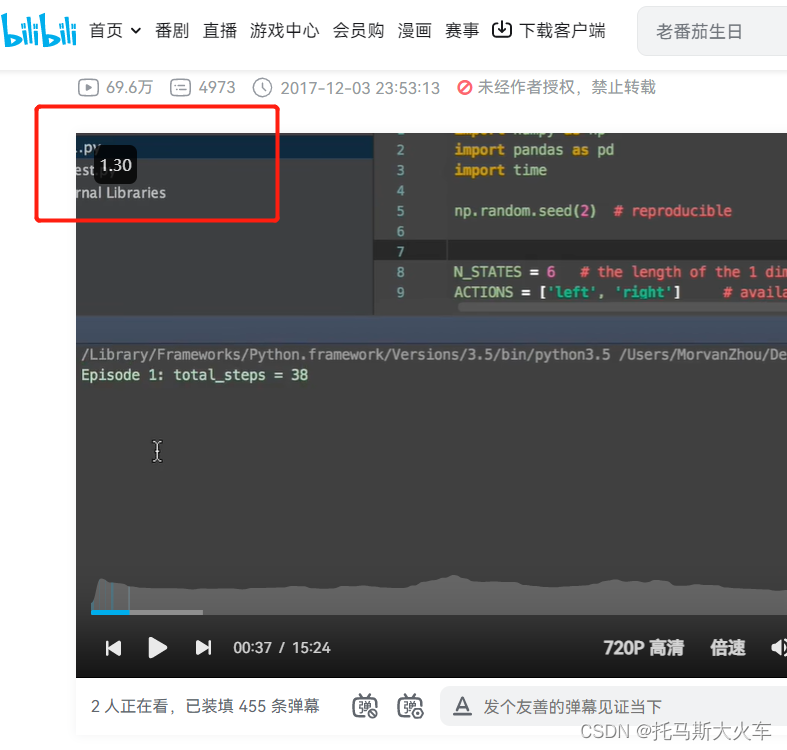 bilibili 首页 番剧 直播 游戏中心 会员购 漫画 赛事 下载客户端 老番茄生日
69.6万 4973 2017-12-03 23:53:13 未经作者授权，禁止转载
.py
1.30
rnal Libraries
import numpy as np
2 import pandas as pd
3 import time
4
5 np.random.seed(2) # reproducible
6
7
8 N_STATES = 6 # the length of the 1 dim
9 ACTIONS = ['left', 'right'] # availa
/Library/Frameworks/Python.framework/Versions/3.5/bin/python3.5 /Users/MorvanZhou/De
Episode 1: total_steps = 38
00:37 / 15:24 720P 高清 倍速
2 人正在看，已装填 455 条弹幕 弹 弹 A 发个友善的弹幕见证当下
CSDN @托马斯大火车